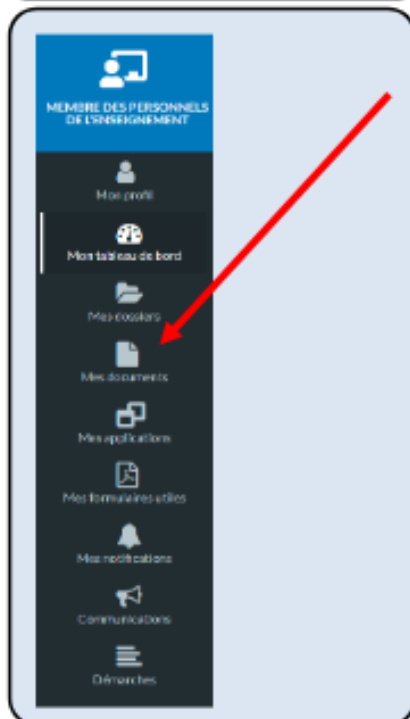 MEMBRE DES PERSONNELS
DE L'ENSEIGNEMENT
Mon profil
Mon tableau de bord
Mes dossiers
Mes documents
Mes applications
Mes formulaires utiles
Mes notifications
Communications
Démarches